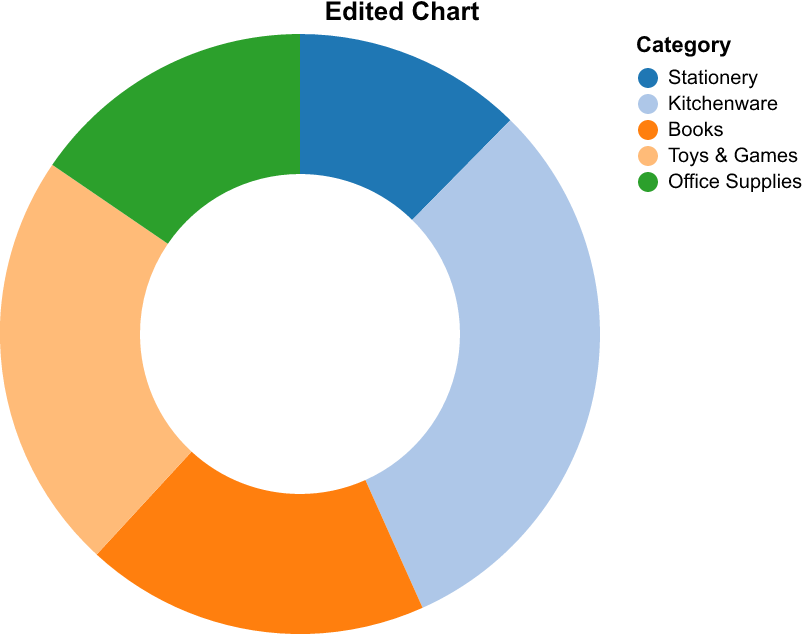 Edited Chart
Category
Stationery
Kitchenware
Books
Toys & Games
Office Supplies